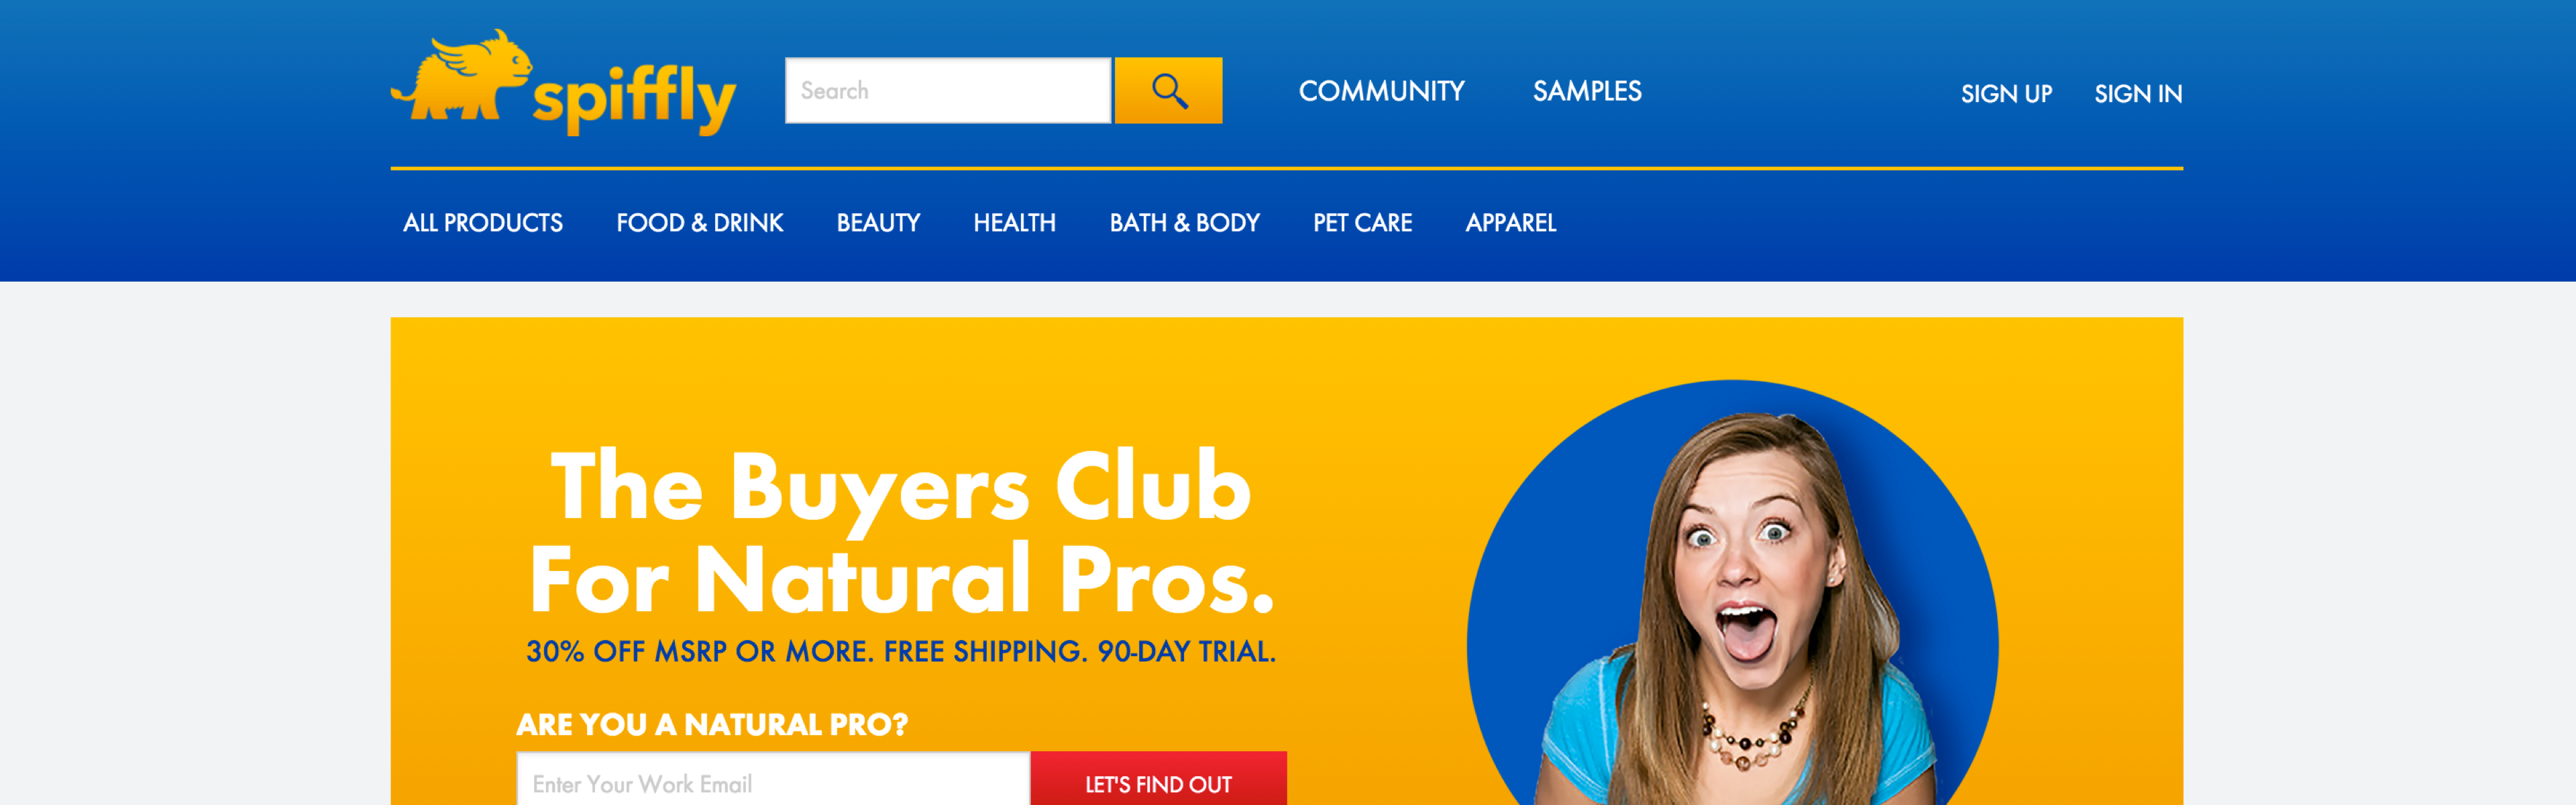 spiffly
Search
COMMUNITY
SAMPLES
SIGN UP
SIGN IN
ALL PRODUCTS
FOOD & DRINK
BEAUTY
HEALTH
BATH & BODY
PET CARE
APPAREL
The Buyers Club
For Natural Pros.
30% OFF MSRP OR MORE. FREE SHIPPING. 90-DAY TRIAL.
ARE YOU A NATURAL PRO?
Enter Your Work Email
LET'S FIND OUT